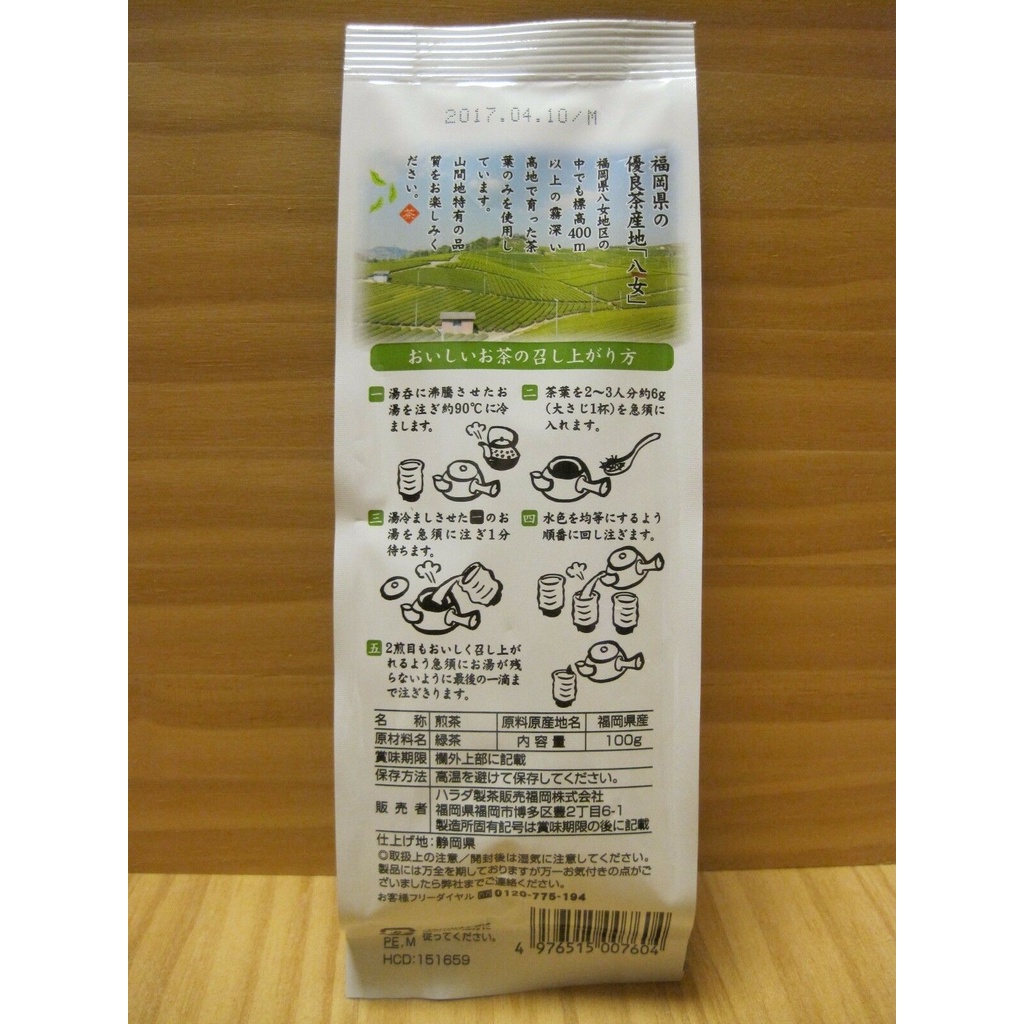 2017.04.10/M
福岡県の
優良茶産地「八女」
福岡県八女地区の
中でも標高400m
以上の霧深い
高地で育った茶
葉のみを使用し
ています。
山間地特有の品
質をお楽しみく
ださい。
茶
おいしいお茶の召し上がり方
一 湯呑に沸騰させたお
湯を注ぎ約90℃に冷
まします。
二 茶葉を2〜3人分約6g
(大さじ1杯)を急須に
入れます。
三 湯冷ましさせた一のお
湯を急須に注ぎ1分
待ちます。
四 水色を均等にするよう
順番に回し注ぎます。
五 2煎目もおいしく召し上が
れるよう急須にお湯が残
らないように最後の一滴ま
で注ぎきります。
名称 煎茶 原料原産地名 福岡県産
原材料名 緑茶 内容量 100g
賞味期限 欄外上部に記載
保存方法 高温を避けて保存してください。
販売者 ハラダ製茶販売福岡株式会社
福岡県福岡市博多区豊2丁目6-1
製造所固有記号は賞味期限の後に記載
仕上げ地:静岡県
◎取扱上の注意/開封後は湿気に注意してください。
製品には万全を期しておりますが万一お気付きの点がご
ざいましたら弊社までご連絡ください。
お客様フリーダイヤル 0120-775-194
PE,M 従ってください。
HCD:151659
4 976515 007604